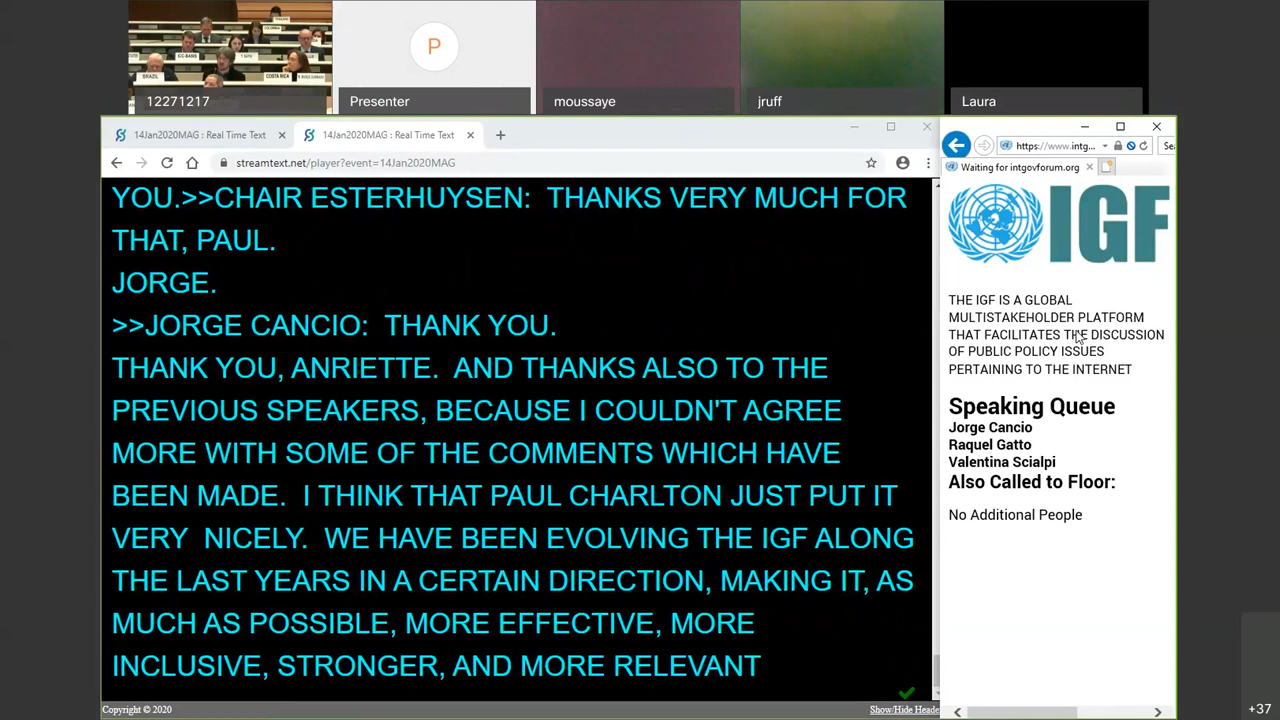 BRAZIL
ICC-BASIS
COSTA RICA
12271217
P
Presenter
moussaye
jruff
Laura
14Jan2020MAG : Real Time Text
14Jan2020MAG : Real Time Text
streamtext.net/player?event=14Jan2020MAG
YOU.>>CHAIR ESTERHUYSEN:  THANKS VERY MUCH FOR
THAT, PAUL.
JORGE.
>>JORGE CANCIO:  THANK YOU.
THANK YOU, ANRIETTE.  AND THANKS ALSO TO THE
PREVIOUS SPEAKERS, BECAUSE I COULDN'T AGREE
MORE WITH SOME OF THE COMMENTS WHICH HAVE
BEEN MADE.  I THINK THAT PAUL CHARLTON JUST PUT IT
VERY  NICELY.  WE HAVE BEEN EVOLVING THE IGF ALONG
THE LAST YEARS IN A CERTAIN DIRECTION, MAKING IT, AS
MUCH AS POSSIBLE, MORE EFFECTIVE, MORE
INCLUSIVE, STRONGER, AND MORE RELEVANT
Copyright © 2020
Show/Hide Heade
https://www.intg...
Sea
Waiting for intgovforum.org
IGF
THE IGF IS A GLOBAL
MULTISTAKEHOLDER PLATFORM
THAT FACILITATES THE DISCUSSION
OF PUBLIC POLICY ISSUES
PERTAINING TO THE INTERNET
Speaking Queue
Jorge Cancio
Raquel Gatto
Valentina Scialpi
Also Called to Floor:
No Additional People
+37